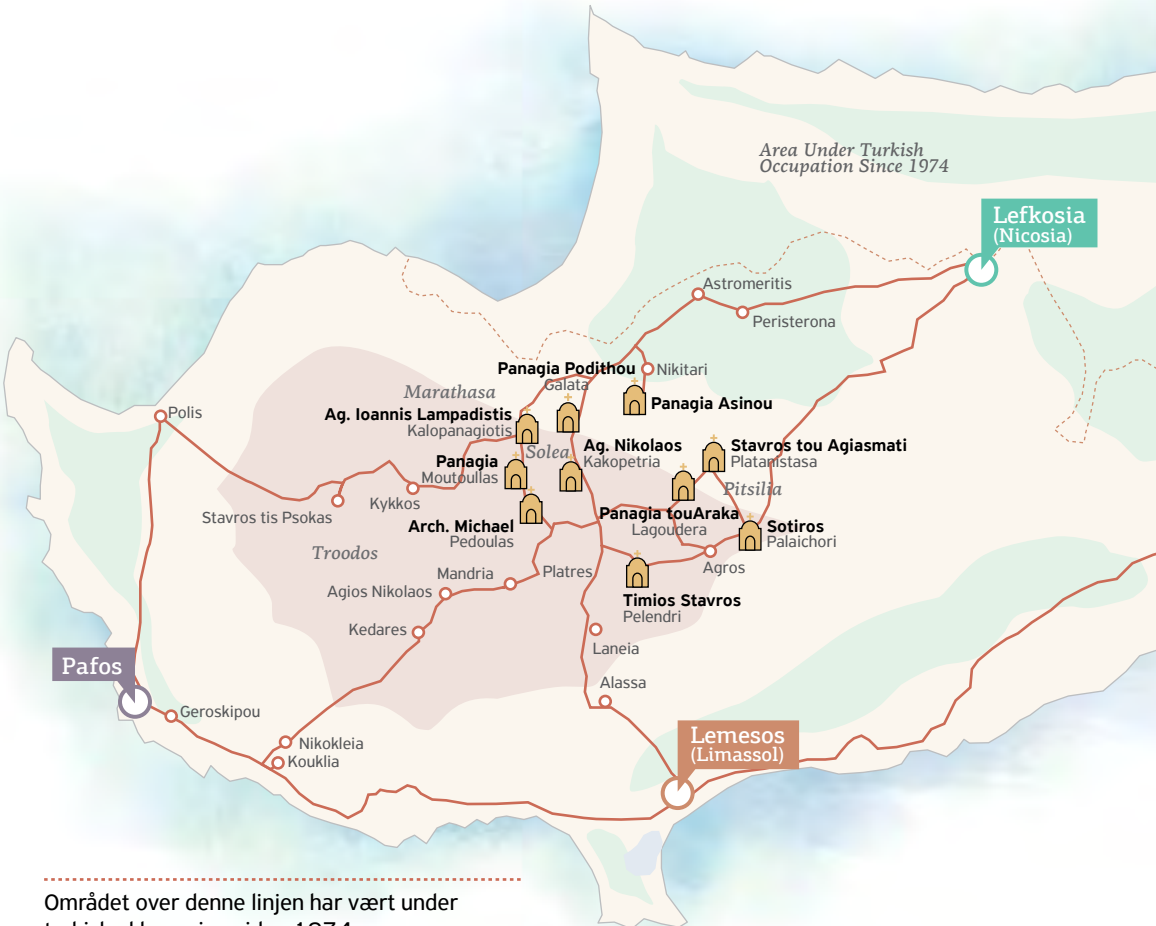 Area Under Turkish
Occupation Since 1974
Lefkosia
(Nicosia)
Astromeritis
Peristerona
Panagia Podithou
Galata
Nikitari
Marathasa
Panagia Asinou
Polis
Ag. Ioannis Lampadistis
Kalopanagiotis
Solea
Ag. Nikolaos
Kakopetria
Stavros tou Agiasmati
Platanistasa
Panagia
Moutoullas
Pitsilia
Kykkos
Stavros tis Psokas
Panagia touAraka
Lagoudera
Arch. Michael
Pedoulas
Sotiros
Palaichori
Troodos
Agros
Mandria
Platres
Agios Nikolaos
Timios Stavros
Pelendri
Kedares
Laneia
Pafos
Alassa
Geroskipou
Nikokleia
Kouklia
Lemesos
(Limassol)
Området over denne linjen har vært under
1974